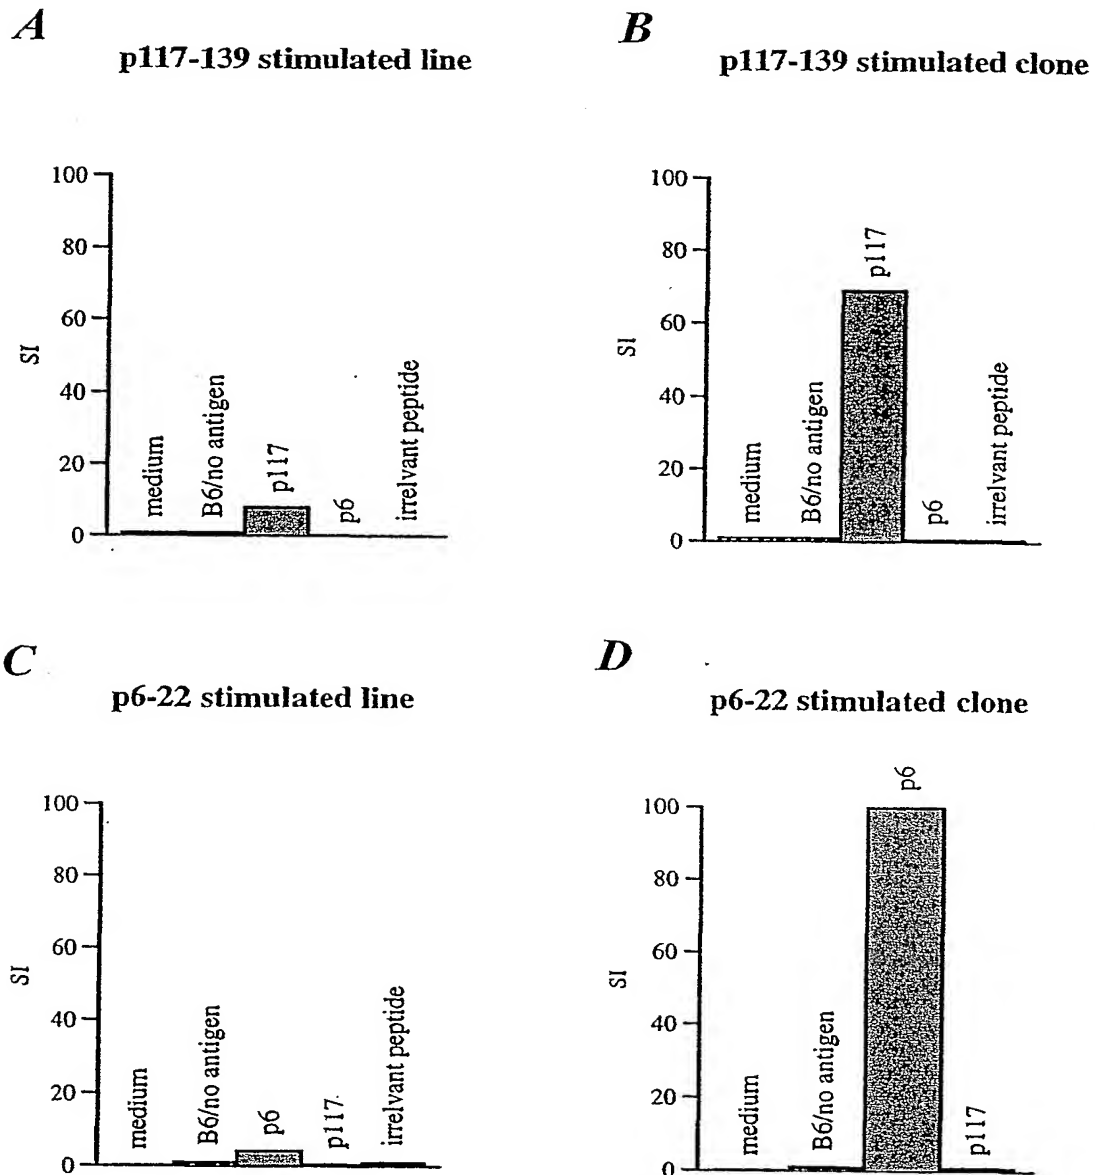 A
p117-139 stimulated line
100
80
60
40
20
0
SI
medium
B6/no antigen
p117
p6
irrelvant peptide
B
p117-139 stimulated clone
100
80
60
40
20
0
SI
medium
B6/no antigen
p117
p6
irrelvant peptide
C
p6-22 stimulated line
100
80
60
40
20
0
SI
medium
B6/no antigen
p6
p117
irrelvant peptide
D
p6-22 stimulated clone
100
80
60
40
20
0
SI
medium
B6/no antigen
p6
p117